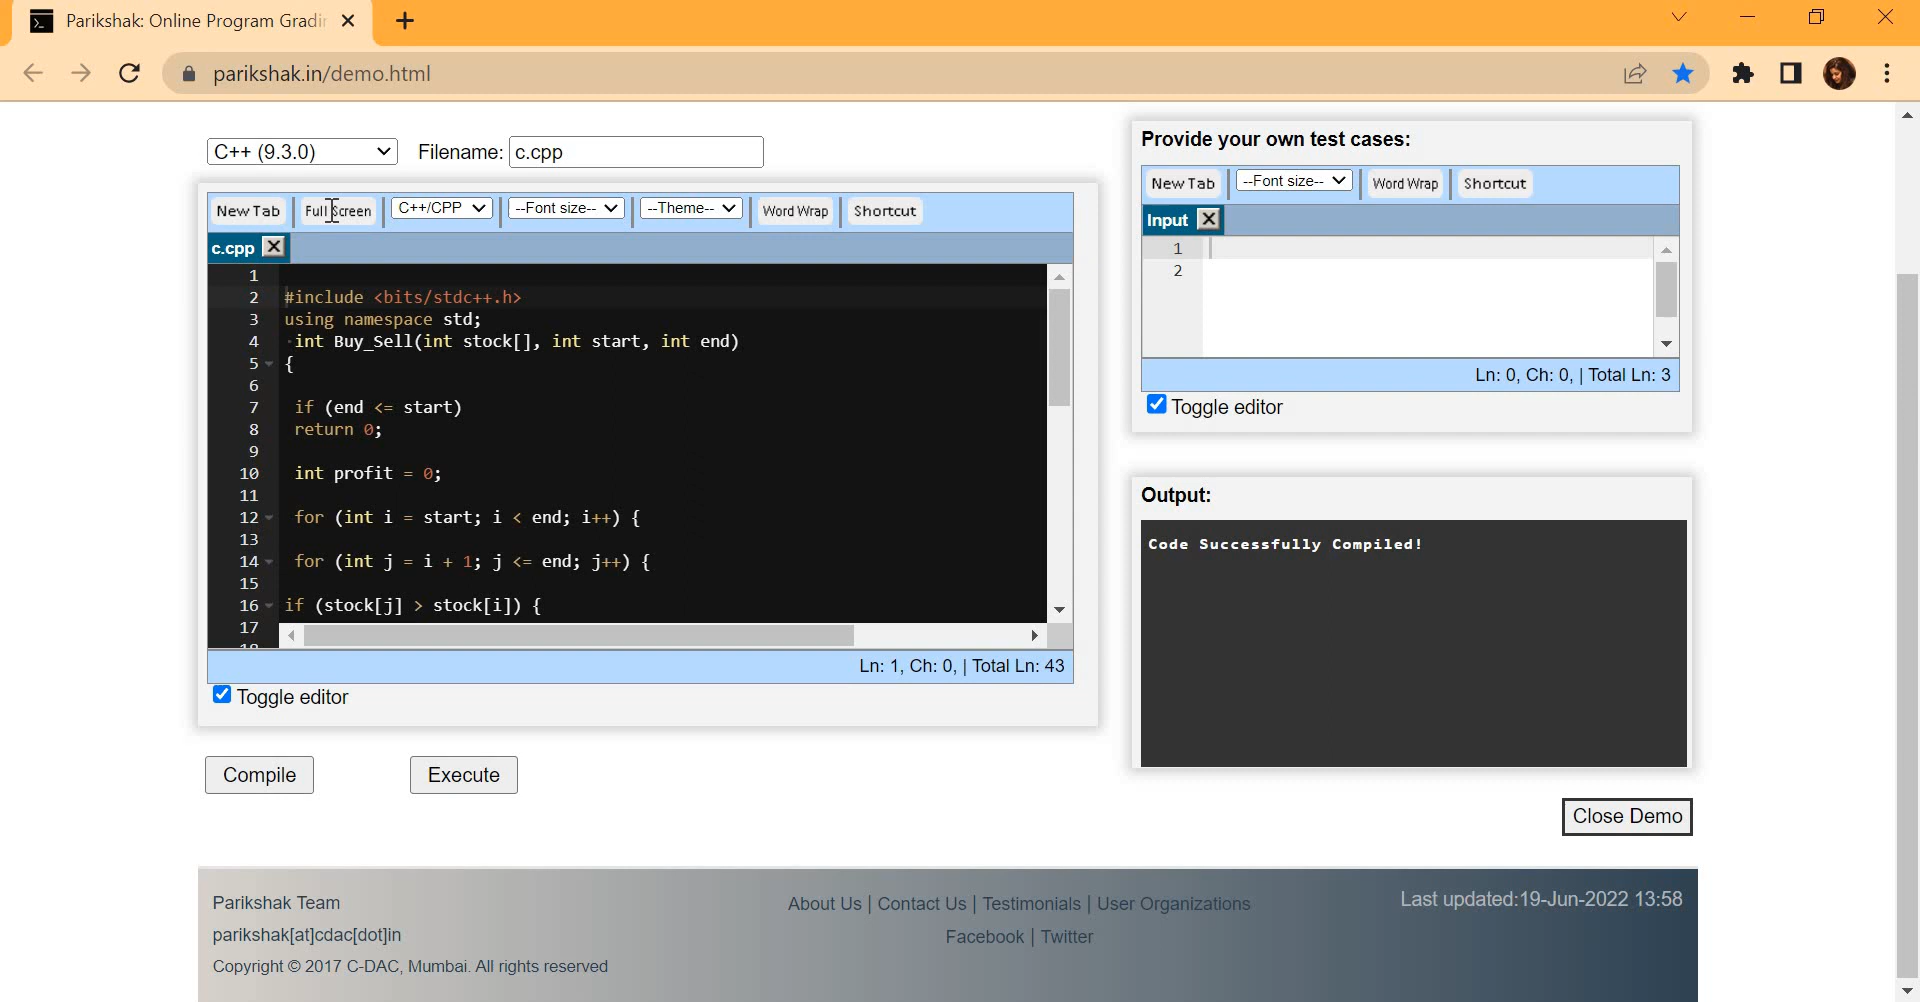 Parikshak: Online Program Gradin
parikshak.in/demo.html
C++ (9.3.0)
Filename: c.cpp
New Tab
Full Screen
C++/CPP
--Font size--
--Theme--
Word Wrap
Shortcut
c.cpp
1
2 #include <bits/stdc++.h>
3 using namespace std;
4 int Buy_Sell(int stock[], int start, int end)
5 {
6
7 if (end <= start)
8 return 0;
9
10 int profit = 0;
11
12 for (int i = start; i < end; i++) {
13
14 for (int j = i + 1; j <= end; j++) {
15
16 if (stock[j] > stock[i]) {
17
18
Ln: 1, Ch: 0, | Total Ln: 43
Toggle editor
Compile
Execute
Provide your own test cases:
New Tab
--Font size--
Word Wrap
Shortcut
Input
1
2
Ln: 0, Ch: 0, | Total Ln: 3
Toggle editor
Output:
Code Successfully Compiled!
Close Demo
Parikshak Team
parikshak[at]cdac[dot]in
Copyright © 2017 C-DAC, Mumbai. All rights reserved
About Us | Contact Us | Testimonials | User Organizations
Facebook | Twitter
Last updated:19-Jun-2022 13:58